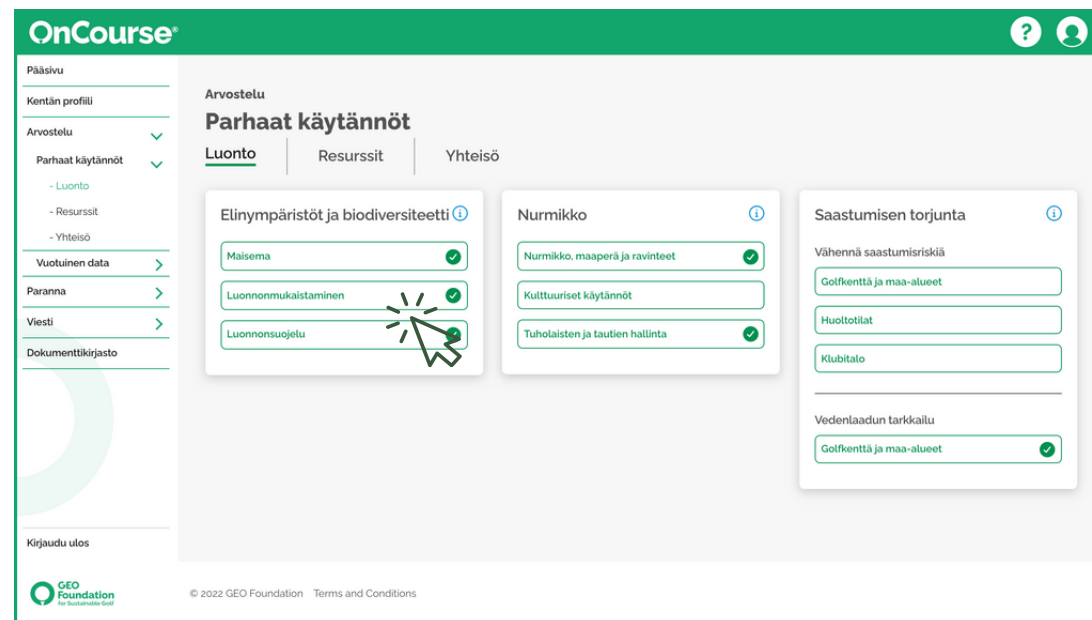 OnCourse®
?
Pääsivu
Kentän profiili
Arvostelu
Parhaat käytännöt
- Luonto
- Resurssit
- Yhteisö
Vuotuinen data
Paranna
Viesti
Dokumenttikirjasto
Kirjaudu ulos
GEO
Foundation
for Sustainable Golf
Arvostelu
Parhaat käytännöt
Luonto
Resurssit
Yhteisö
Elinympäristöt ja biodiversiteetti i
Maisema
Luonnonmukaistaminen
Luonnonsuojelu
Nurmikko i
Nurmikko, maaperä ja ravinteet
Kulttuuriset käytännöt
Tuholaisten ja tautien hallinta
Saastumisen torjunta i
Vähennä saastumisriskiä
Golfkenttä ja maa-alueet
Huoltotilat
Klubitalo
Vedenlaadun tarkkailu
Golfkenttä ja maa-alueet
© 2022 GEO Foundation Terms and Conditions